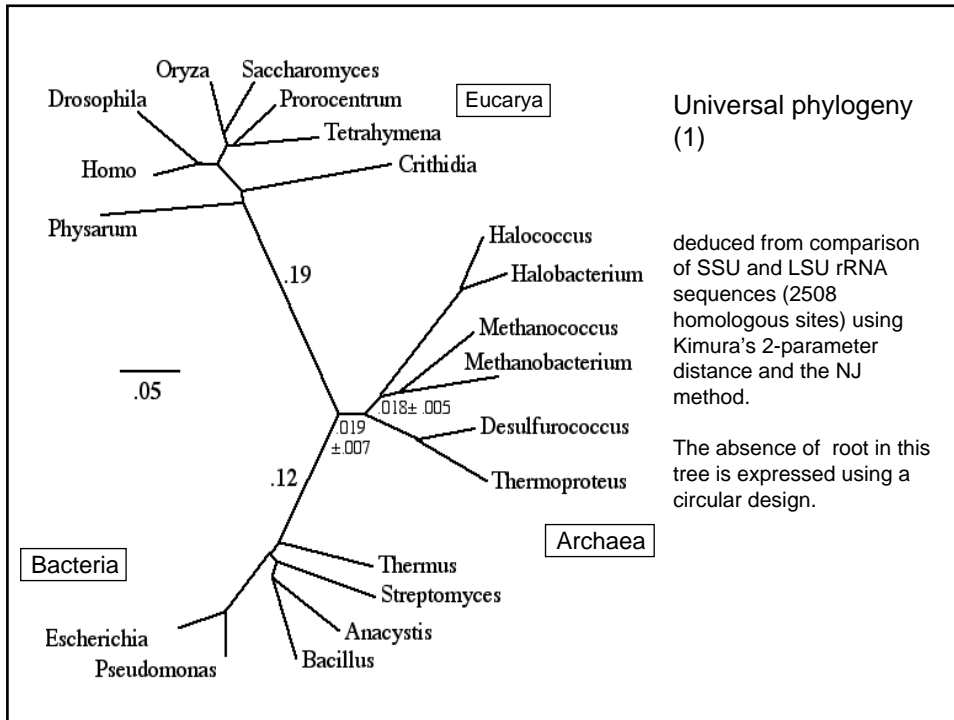 Universal phylogeny
(1)
deduced from comparison
of SSU and LSU rRNA
sequences (2508
homologous sites) using
Kimura's 2-parameter
distance and the NJ
method.
The absence of root in this
tree is expressed using a
circular design.
Eucarya
Oryza
Saccharomyces
Drosophila
Prorocentrum
Tetrahymena
Homo
Crithidia
Physarum
.19
.05
Halococcus
Halobacterium
Methanococcus
Methanobacterium
.018± .005
.019
±.007
Desulfurococcus
Thermoproteus
Archaea
.12
Bacteria
Thermus
Streptomyces
Anacystis
Bacillus
Escherichia
Pseudomonas